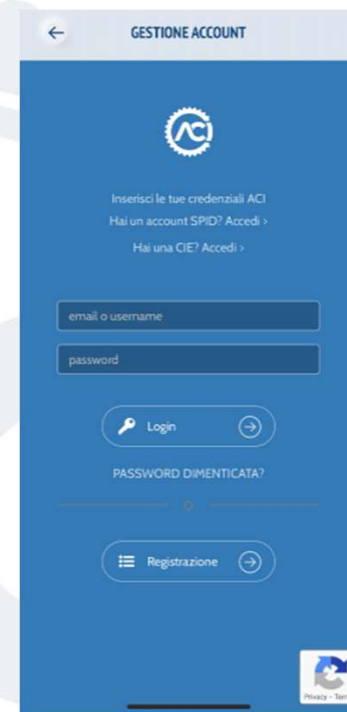 GESTIONE ACCOUNT
ACI
Inserisci le tue credenziali ACI
Hai un account SPID? Accedi >
Hai una CIE? Accedi >
email o username
password
Login
PASSWORD DIMENTICATA?
O
Registrazione
Privacy -